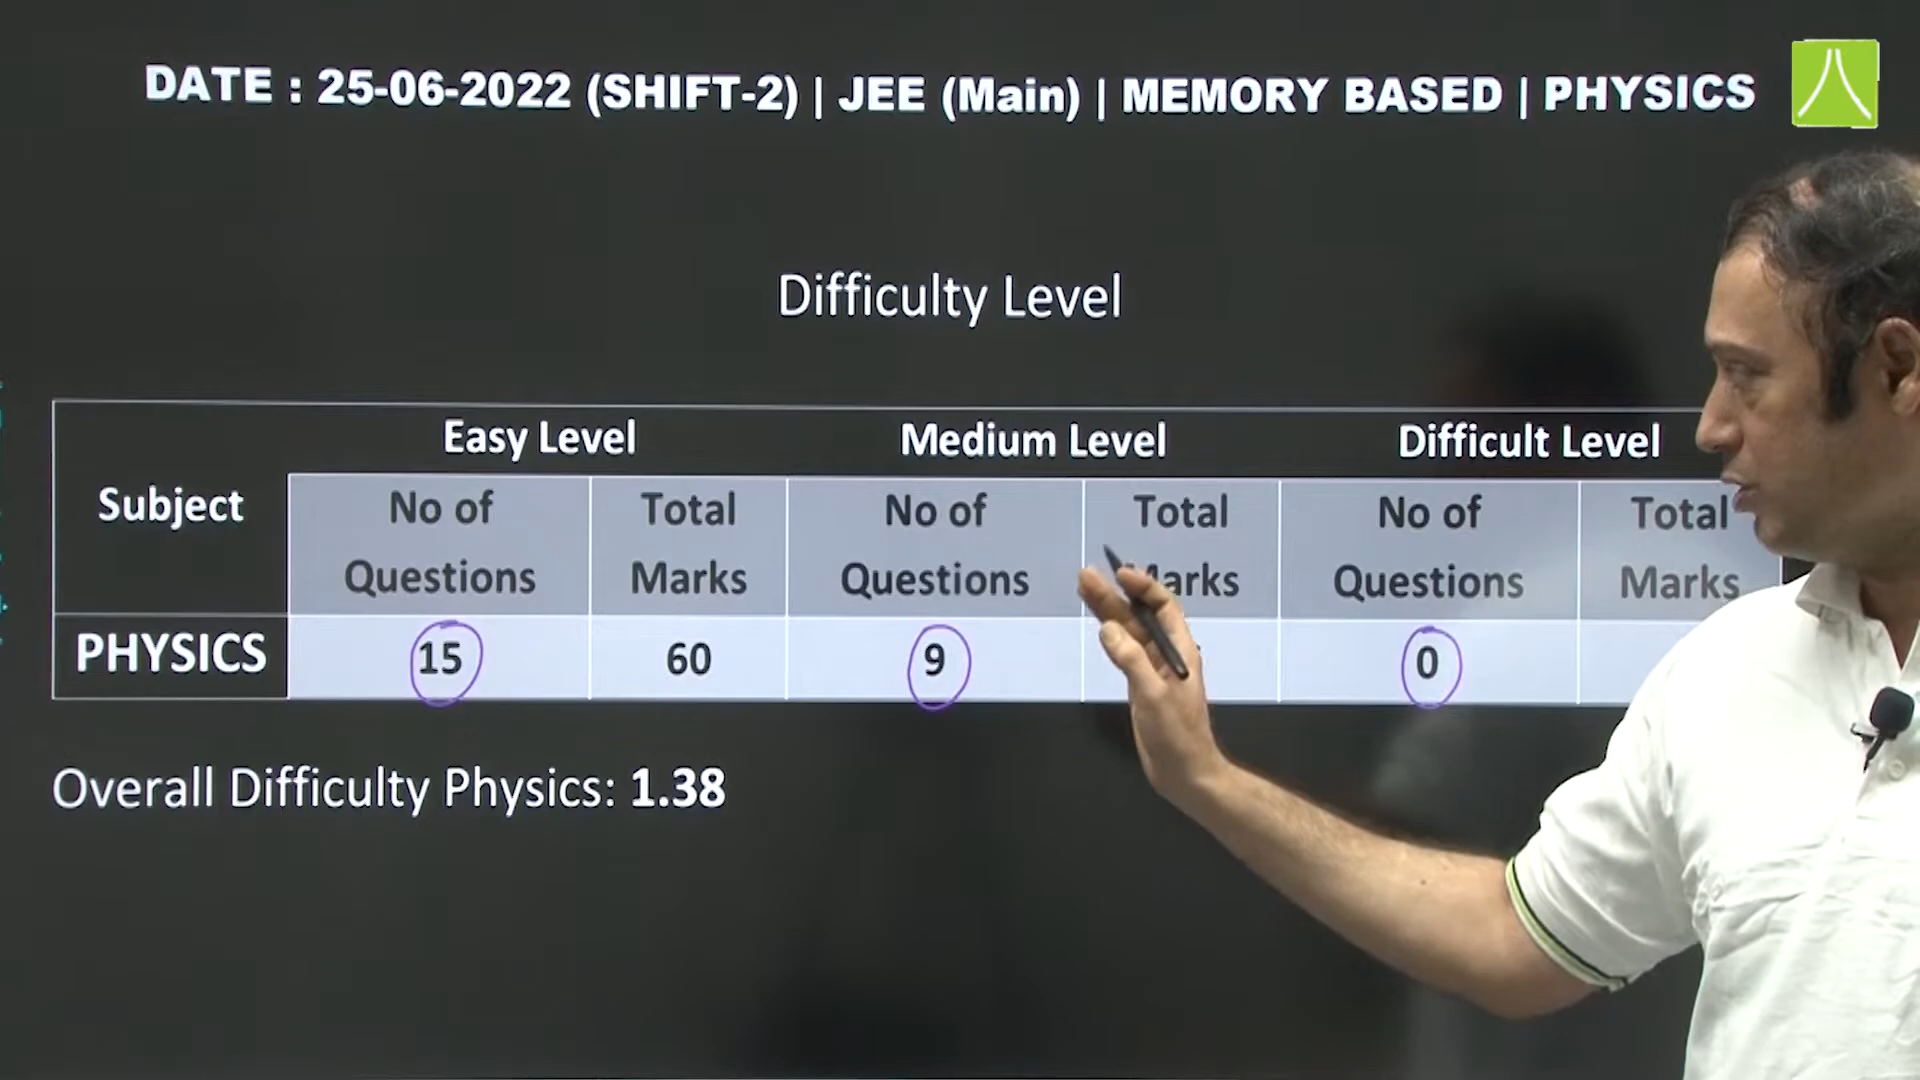 DATE : 25-06-2022 (SHIFT-2) | JEE (Main) | MEMORY BASED | PHYSICS
Difficulty Level
Easy Level Medium Level Difficult Level
Subject
No of Questions Total Marks No of Questions Total Marks No of Questions Total Marks
PHYSICS 15 60 9 0
Overall Difficulty Physics: 1.38